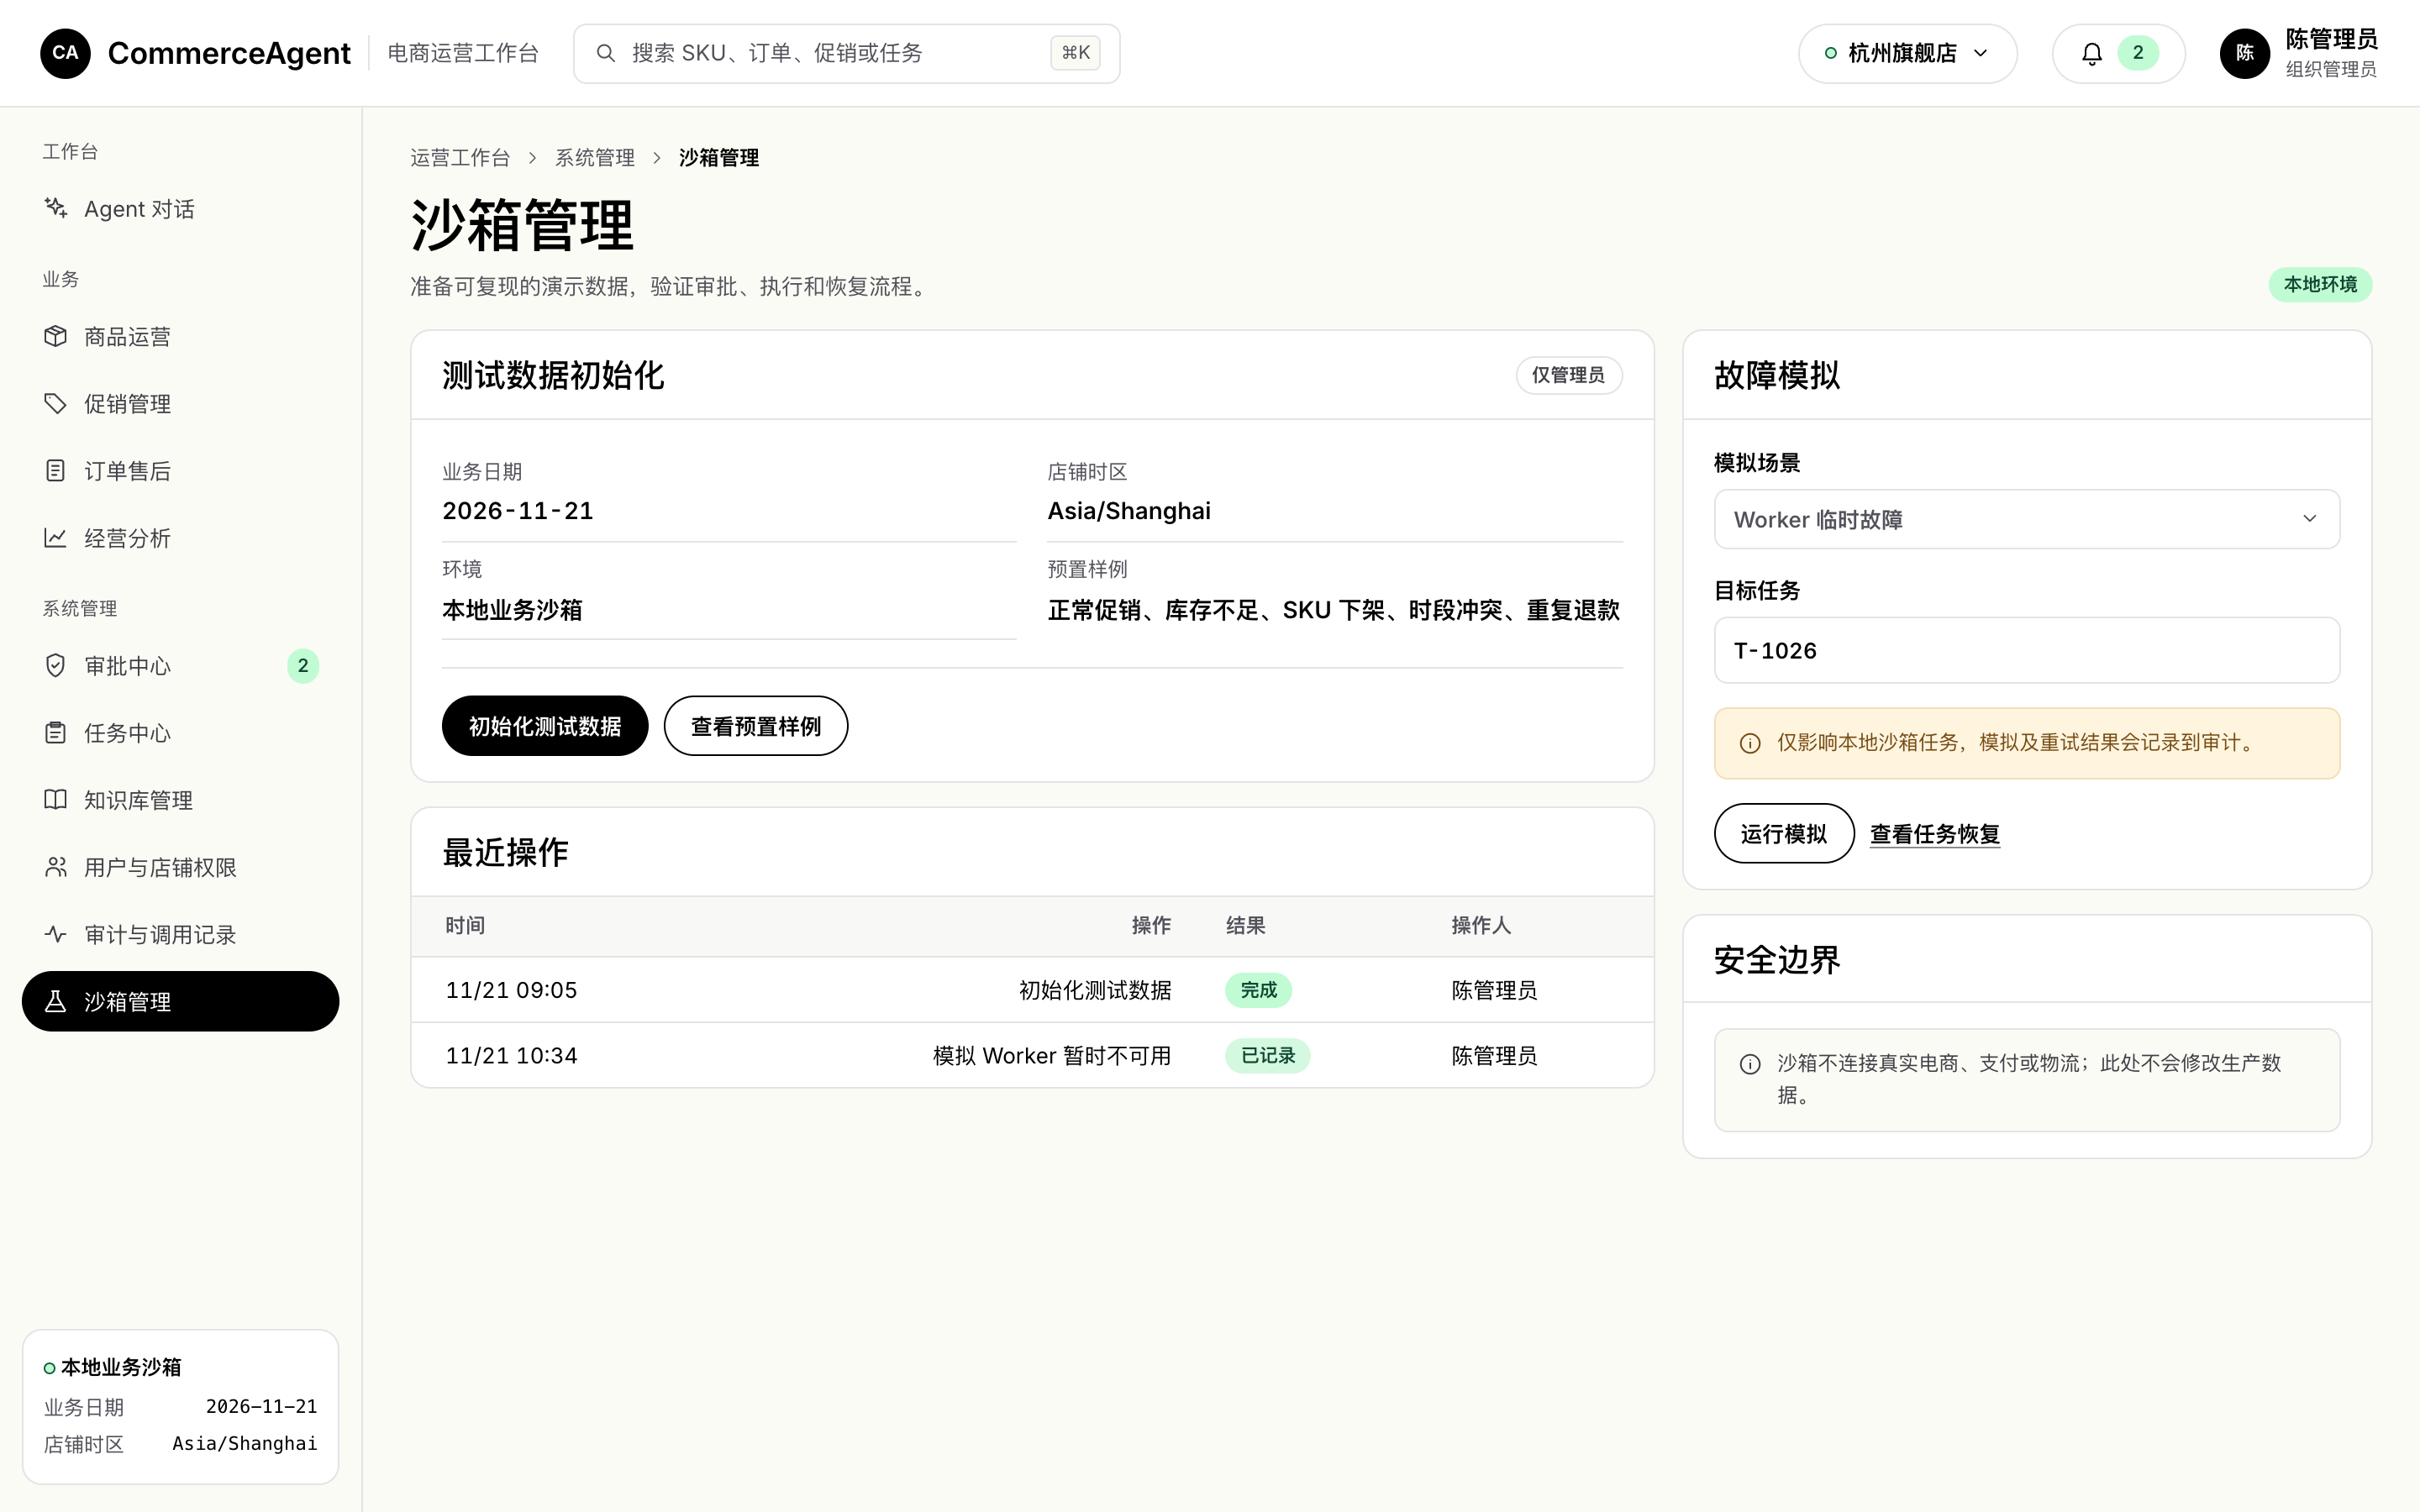 CA CommerceAgent 电商运营工作台 搜索 SKU、订单、促销或任务 ⌘K 杭州旗舰店 2 陈 陈管理员
组织管理员
工作台
Agent 对话
业务
商品运营
促销管理
订单售后
经营分析
系统管理
审批中心 2
任务中心
知识库管理
用户与店铺权限
审计与调用记录
沙箱管理
本地业务沙箱
业务日期 2026-11-21
店铺时区 Asia/Shanghai
运营工作台 > 系统管理 > 沙箱管理
沙箱管理
准备可复现的演示数据，验证审批、执行和恢复流程。
本地环境
测试数据初始化 仅管理员
业务日期
2026-11-21
店铺时区
Asia/Shanghai
环境
本地业务沙箱
预置样例
正常促销、库存不足、SKU 下架、时段冲突、重复退款
初始化测试数据 查看预置样例
最近操作
时间 操作 结果 操作人
11/21 09:05 初始化测试数据 完成 陈管理员
11/21 10:34 模拟 Worker 暂时不可用 已记录 陈管理员
故障模拟
模拟场景
Worker 临时故障
目标任务
T-1026
仅影响本地沙箱任务，模拟及重试结果会记录到审计。
运行模拟 查看任务恢复
安全边界
沙箱不连接真实电商、支付或物流；此处不会修改生产数
据。